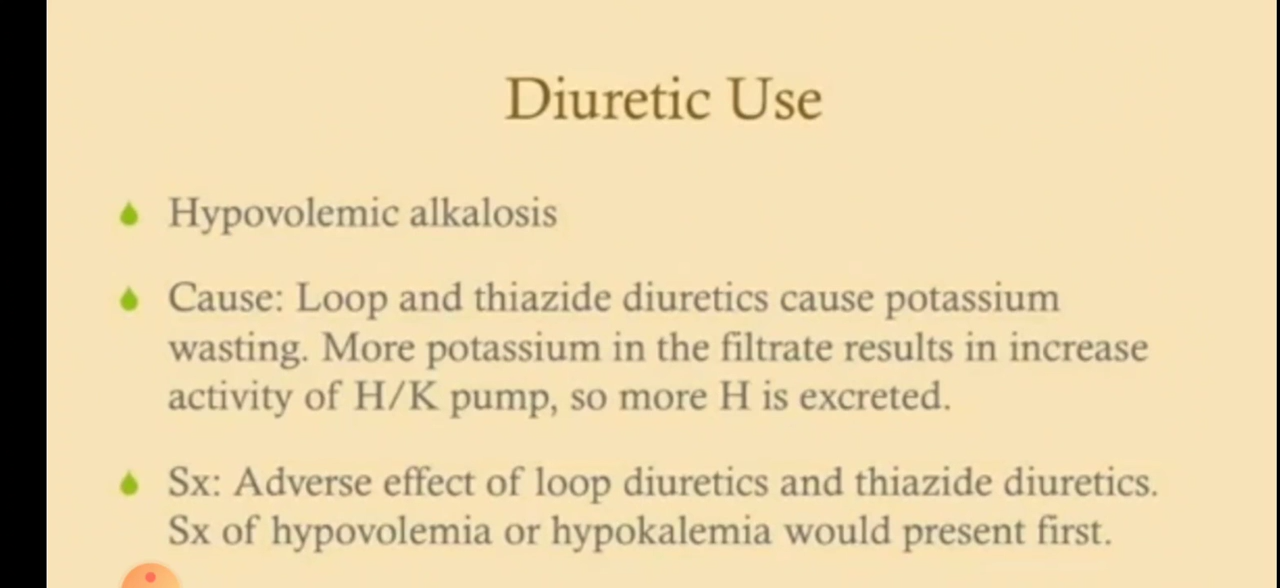 Diuretic Use
Hypovolemic alkalosis
Cause: Loop and thiazide diuretics cause potassium
wasting. More potassium in the filtrate results in increase
activity of H/K pump, so more H is excreted.
Sx: Adverse effect of loop diuretics and thiazide diuretics.
Sx of hypovolemia or hypokalemia would present first.